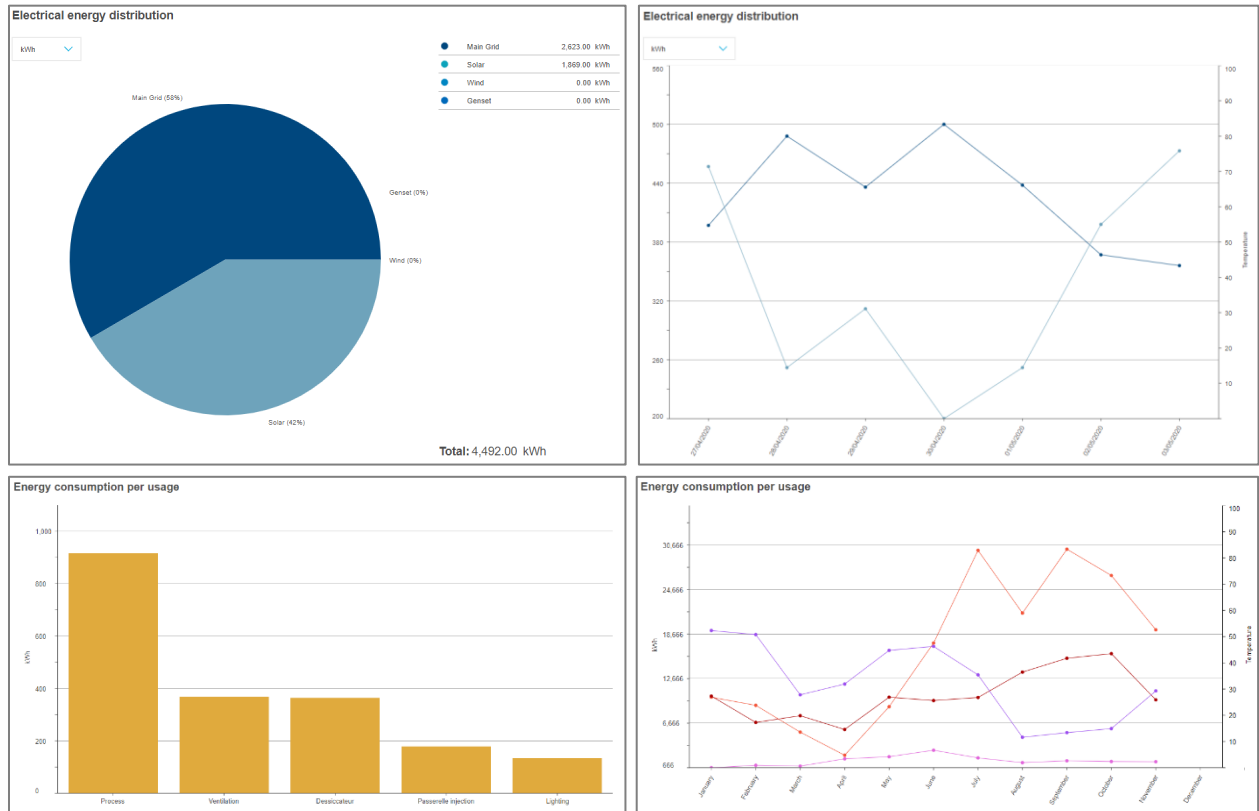 Electrical energy distribution
kWh
Main Grid 2,623.00 kWh
Solar 1,869.00 kWh
Wind 0.00 kWh
Genset 0.00 kWh
Main Grid (58%)
Genset (0%)
Wind (0%)
Solar (42%)
Total: 4,492.00 kWh
Electrical energy distribution
kWh
560
500
440
380
320
260
200
100
90
80
70
60
50
40
30
20
10
Temperature
27/04/2020
28/04/2020
29/04/2020
30/04/2020
01/05/2020
02/05/2020
03/05/2020
Energy consumption per usage
1,000
800
600
400
200
0
kWh
Process
Ventilation
Dessiccateur
Passerelle injection
Lighting
Energy consumption per usage
30,666
24,666
18,666
12,666
6,666
666
kWh
100
90
80
70
60
50
40
30
20
10
Temperature
January
February
March
April
May
June
July
August
September
October
November
December